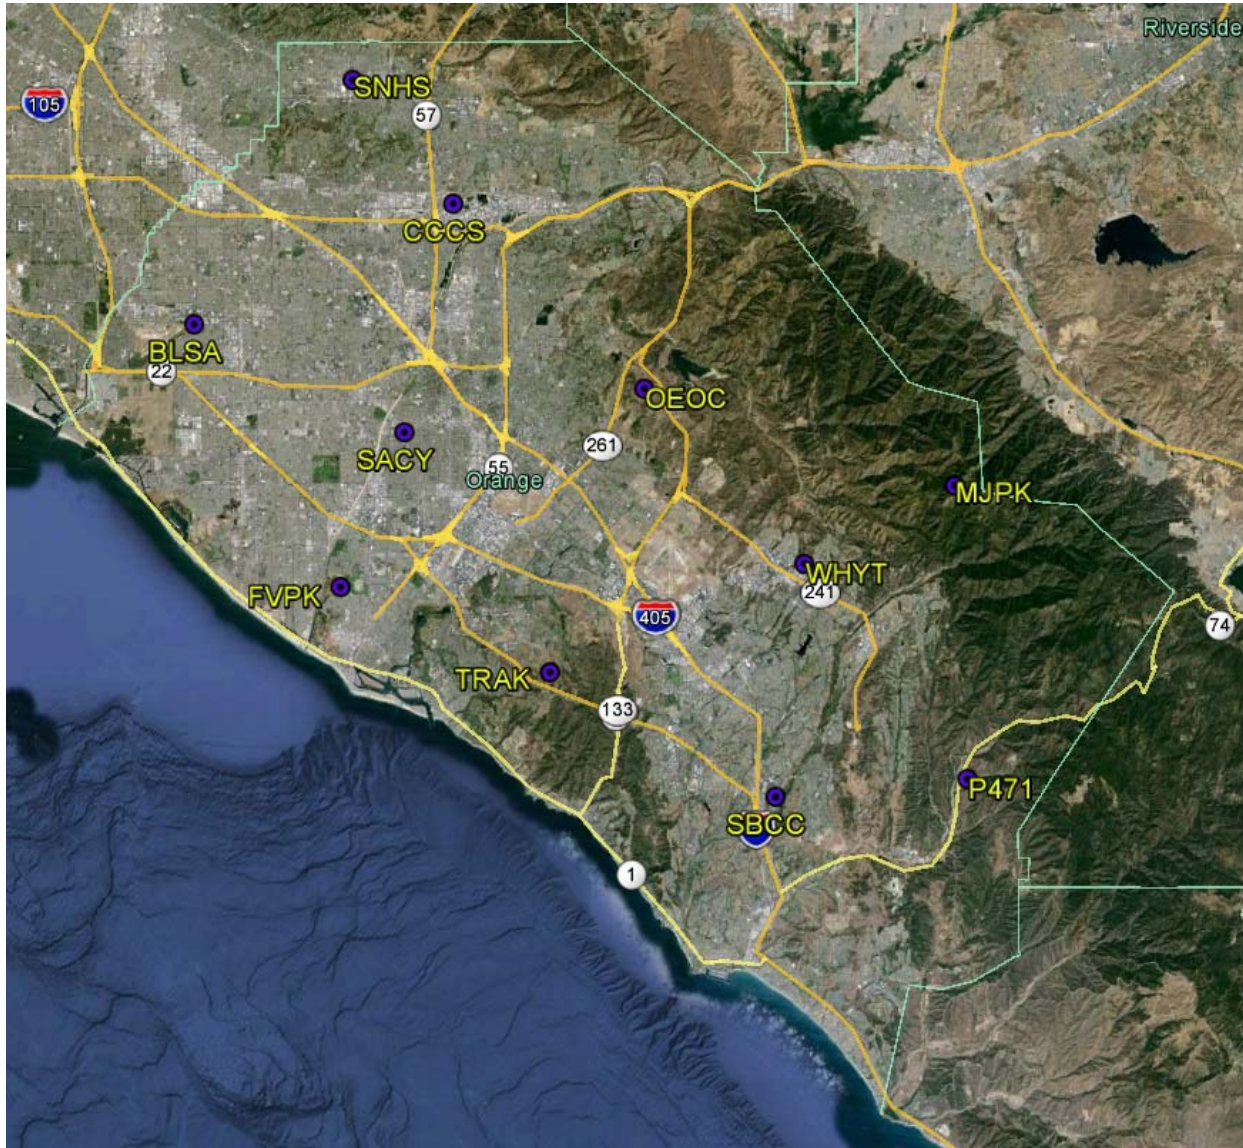 Riverside
SNHS
105
57
CCCS
BLSA
22
OEOC
SACY
261
55
Orange
MJPK
WHYT
241
FVPK
405
74
TRAK
133
P471
SBCC
1